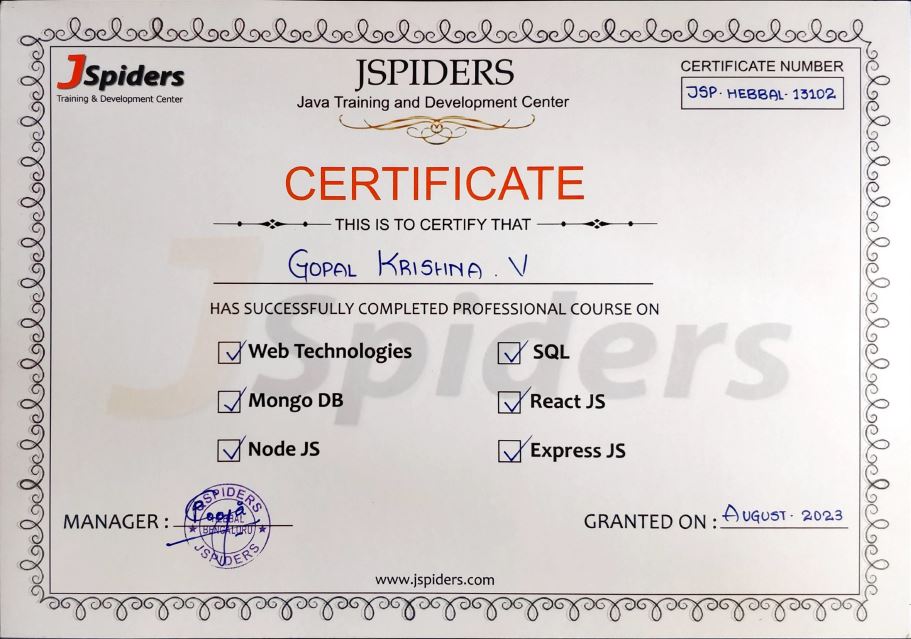 JSpiders
Training & Development Center
JSPIDERS
Java Training and Development Center
CERTIFICATE NUMBER
JSP. HEBBAL. 13102
CERTIFICATE
THIS IS TO CERTIFY THAT
GOPAL KRISHNA . V
HAS SUCCESSFULLY COMPLETED PROFESSIONAL COURSE ON
JSpiders
Web Technologies
SQL
Mongo DB
React JS
Node JS
Express JS
MANAGER :
Pooja
JSPIDERS
HEBBAL
BENGALURU
JSPIDERS
GRANTED ON : AUGUST. 2023
www.jspiders.com